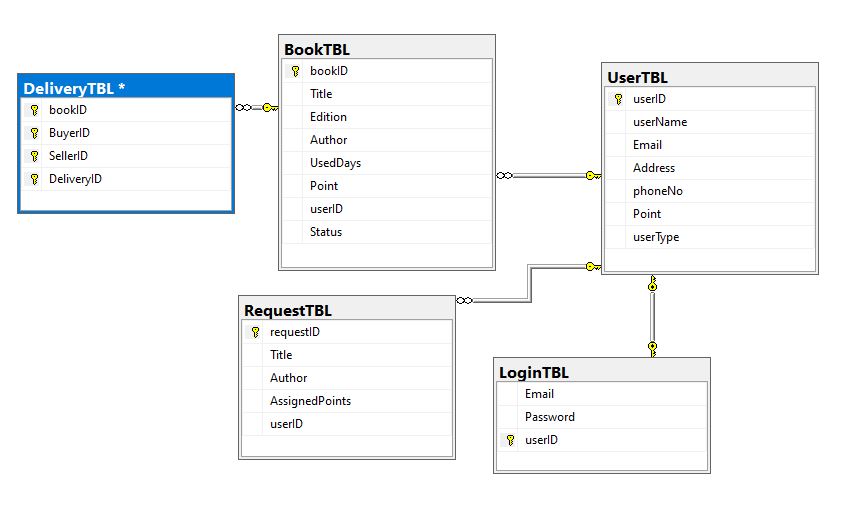 DeliveryTBL *
bookID
BuyerID
SellerID
DeliveryID
BookTBL
bookID
Title
Edition
Author
UsedDays
Point
userID
Status
UserTBL
userID
userName
Email
Address
phoneNo
Point
userType
RequestTBL
requestID
Title
Author
AssignedPoints
userID
LoginTBL
Email
Password
userID